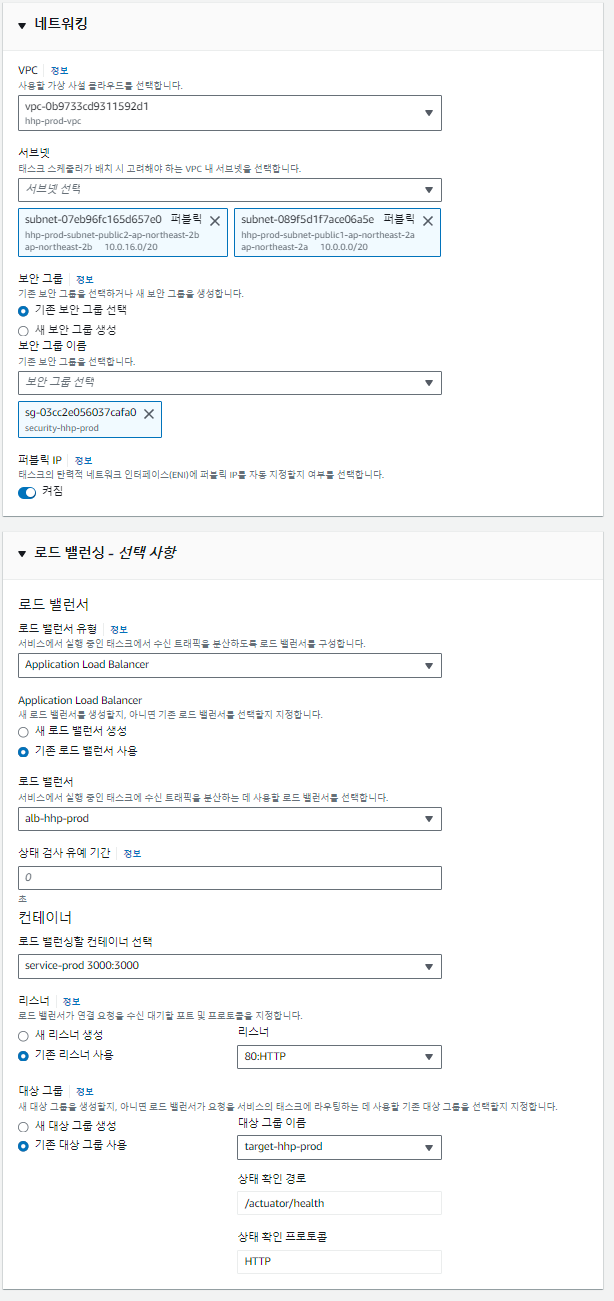 네트워킹
VPC 정보
사용할 가상 사설 클라우드를 선택합니다.
vpc-0b9733cd9311592d1
hhp-prod-vpc
서브넷
태스크 스케줄러가 배치 시 고려해야 하는 VPC 내 서브넷을 선택합니다.
서브넷 선택
subnet-07eb96fc165d657e0 퍼블릭
hhp-prod-subnet-public2-ap-northeast-2b
ap-northeast-2b 10.0.16.0/20
subnet-089f5d1f7ace06a5e 퍼블릭
hhp-prod-subnet-public1-ap-northeast-2a
ap-northeast-2a 10.0.0.0/20
보안 그룹 정보
기존 보안 그룹을 선택하거나 새 보안 그룹을 생성합니다.
기존 보안 그룹 선택
새 보안 그룹 생성
보안 그룹 이름
기존 보안 그룹을 선택합니다.
보안 그룹 선택
sg-03cc2e056037cafa0
security-hhp-prod
퍼블릭 IP 정보
태스크의 탄력적 네트워크 인터페이스(ENI)에 퍼블릭 IP를 자동 지정할지 여부를 선택합니다.
켜짐
로드 밸런싱 - 선택 사항
로드 밸런서
로드 밸런서 유형 정보
서비스에서 실행 중인 태스크에서 수신 트래픽을 분산하도록 로드 밸런서를 구성합니다.
Application Load Balancer
Application Load Balancer
새 로드 밸런서를 생성할지, 아니면 기존 로드 밸런서를 선택할지 지정합니다.
새 로드 밸런서 생성
기존 로드 밸런서 사용
로드 밸런서
서비스에서 실행 중인 태스크에 수신 트래픽을 분산하는 데 사용할 로드 밸런서를 선택합니다.
alb-hhp-prod
상태 검사 유예 기간 정보
0
초
컨테이너
로드 밸런싱할 컨테이너 선택
service-prod 3000:3000
리스너 정보
로드 밸런서가 연결 요청을 수신 대기할 포트 및 프로토콜을 지정합니다.
새 리스너 생성
기존 리스너 사용
리스너
80:HTTP
대상 그룹 정보
새 대상 그룹을 생성할지, 아니면 로드 밸런서가 요청을 서비스의 태스크에 라우팅하는 데 사용할 기존 대상 그룹을 선택할지 지정합니다.
새 대상 그룹 생성
기존 대상 그룹 사용
대상 그룹 이름
target-hhp-prod
상태 확인 경로
/actuator/health
상태 확인 프로토콜
HTTP